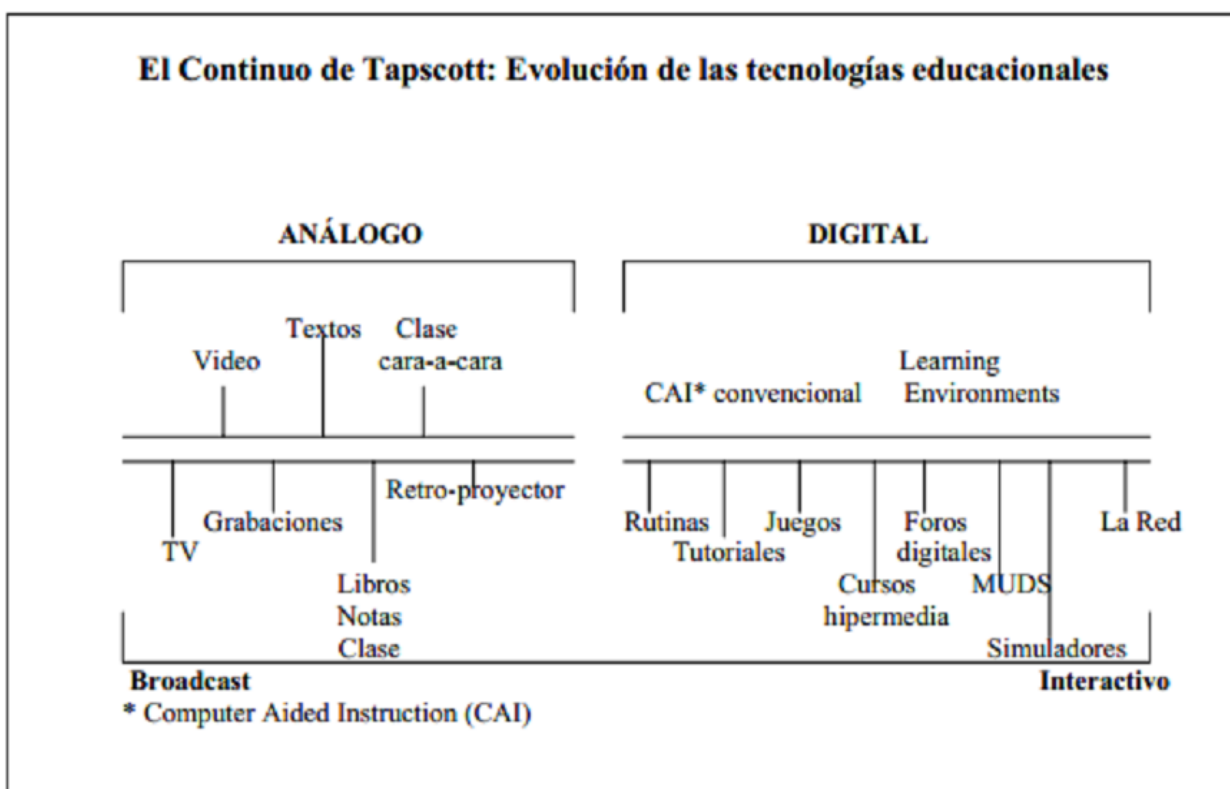 El Continuo de Tapscott: Evolución de las tecnologías educacionales
ANÁLOGO
DIGITAL
Textos
Clase
cara-a-cara
Video
Learning
Environments
CAI* convencional
Retro-proyector
Grabaciones
TV
Libros
Notas
Clase
Rutinas
Tutoriales
Juegos
Cursos
hipermedia
Foros
digitales
MUDS
Simuladores
La Red
Broadcast
Interactivo
* Computer Aided Instruction (CAI)